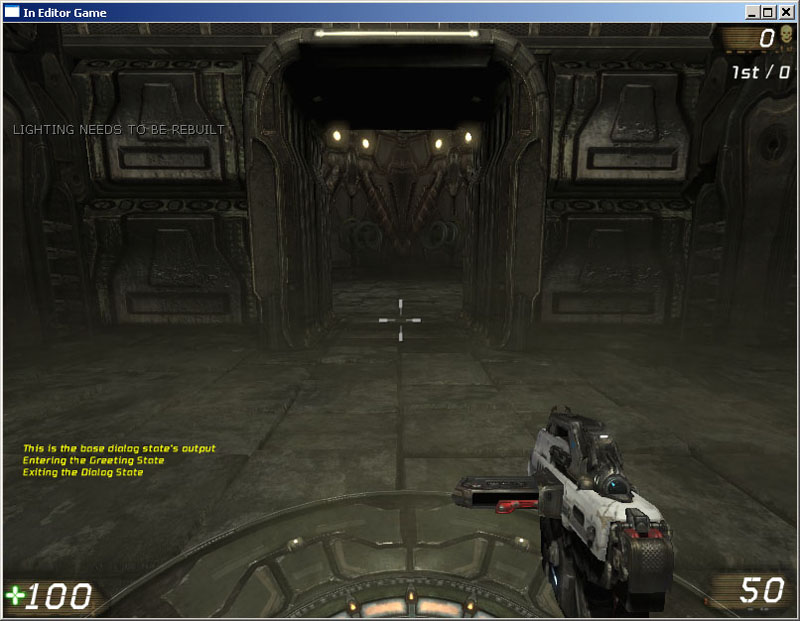 In Editor Game
0
1st / 0
LIGHTING NEEDS TO BE REBUILT
This is the base dialog state's output
Entering the Greeting State
Exiting the Dialog State
+100
50